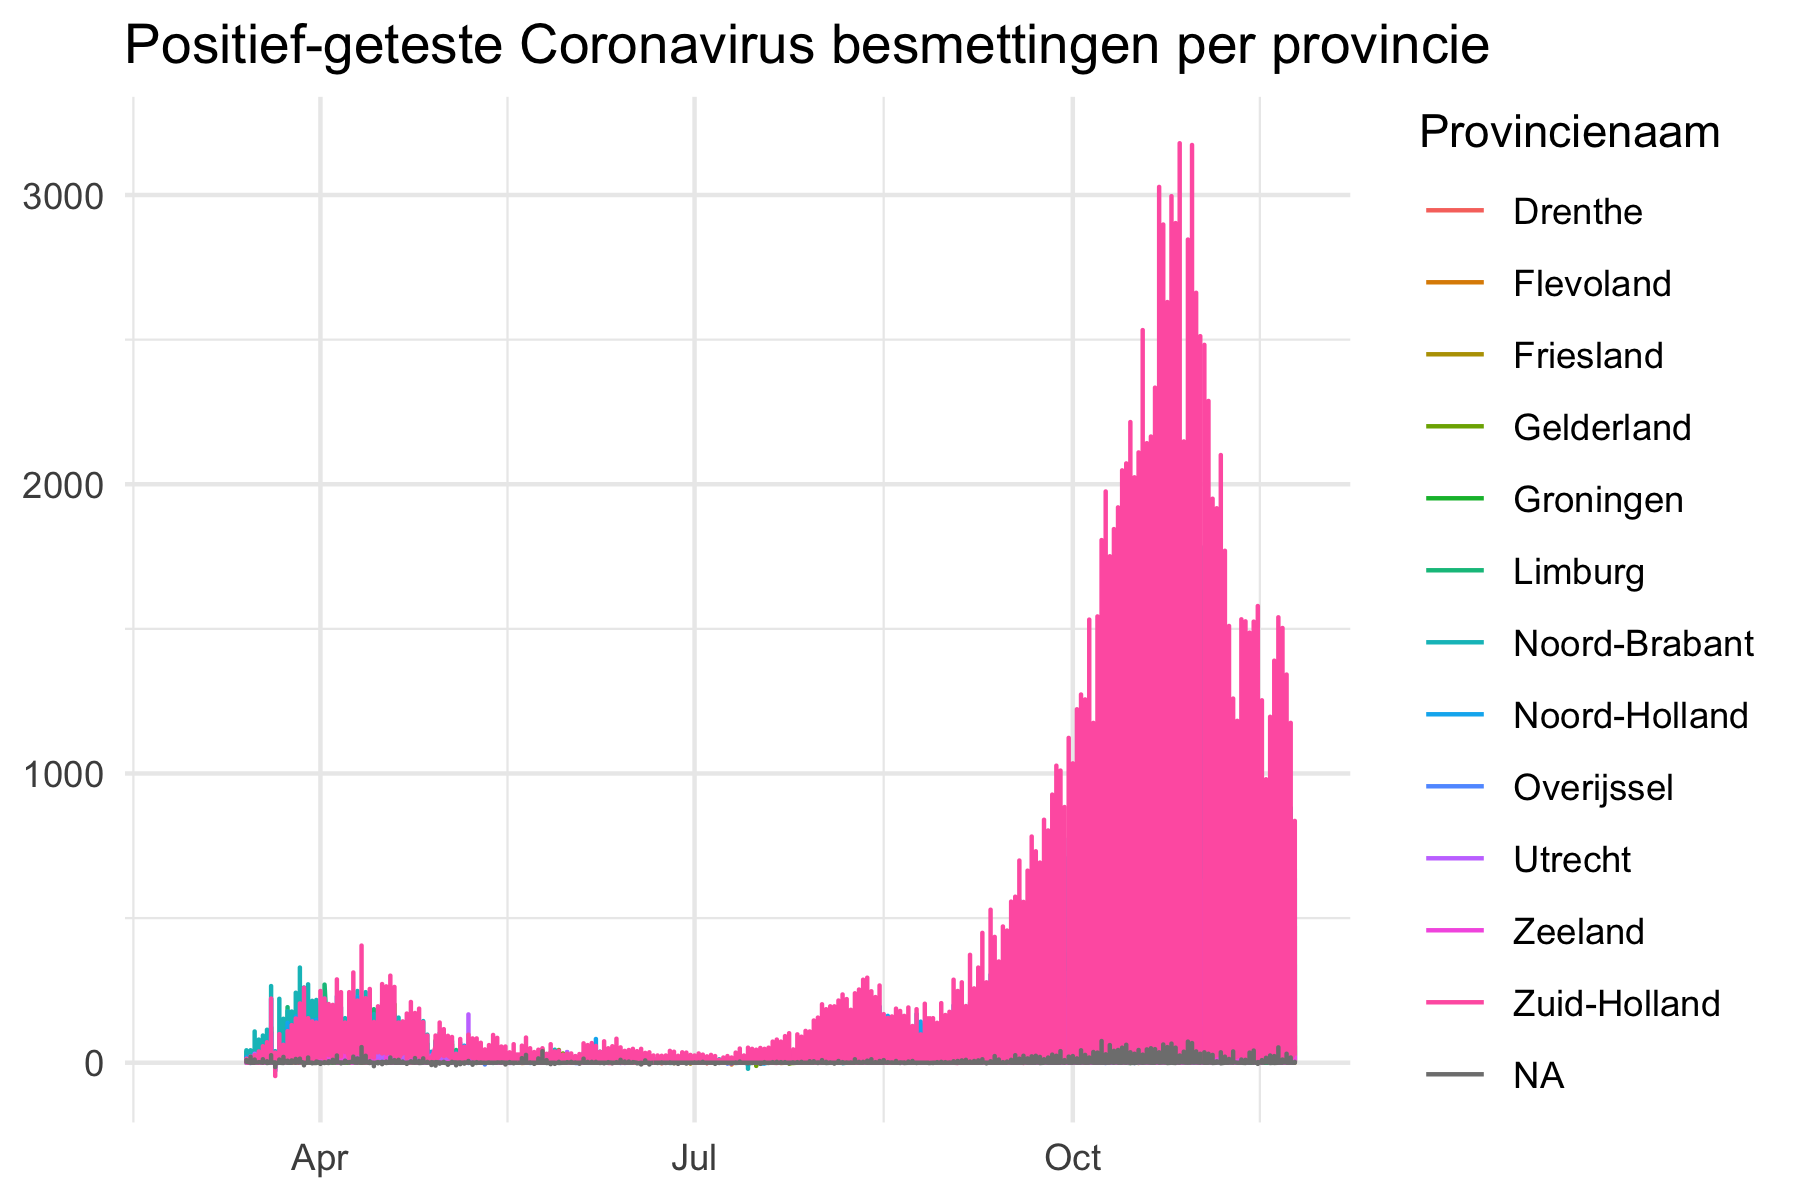 Positief-geteste Coronavirus besmettingen per provincie
3000
2000
1000
0
Apr
Jul
Oct
Provincienaam
Drenthe
Flevoland
Friesland
Gelderland
Groningen
Limburg
Noord-Brabant
Noord-Holland
Overijssel
Utrecht
Zeeland
Zuid-Holland
NA